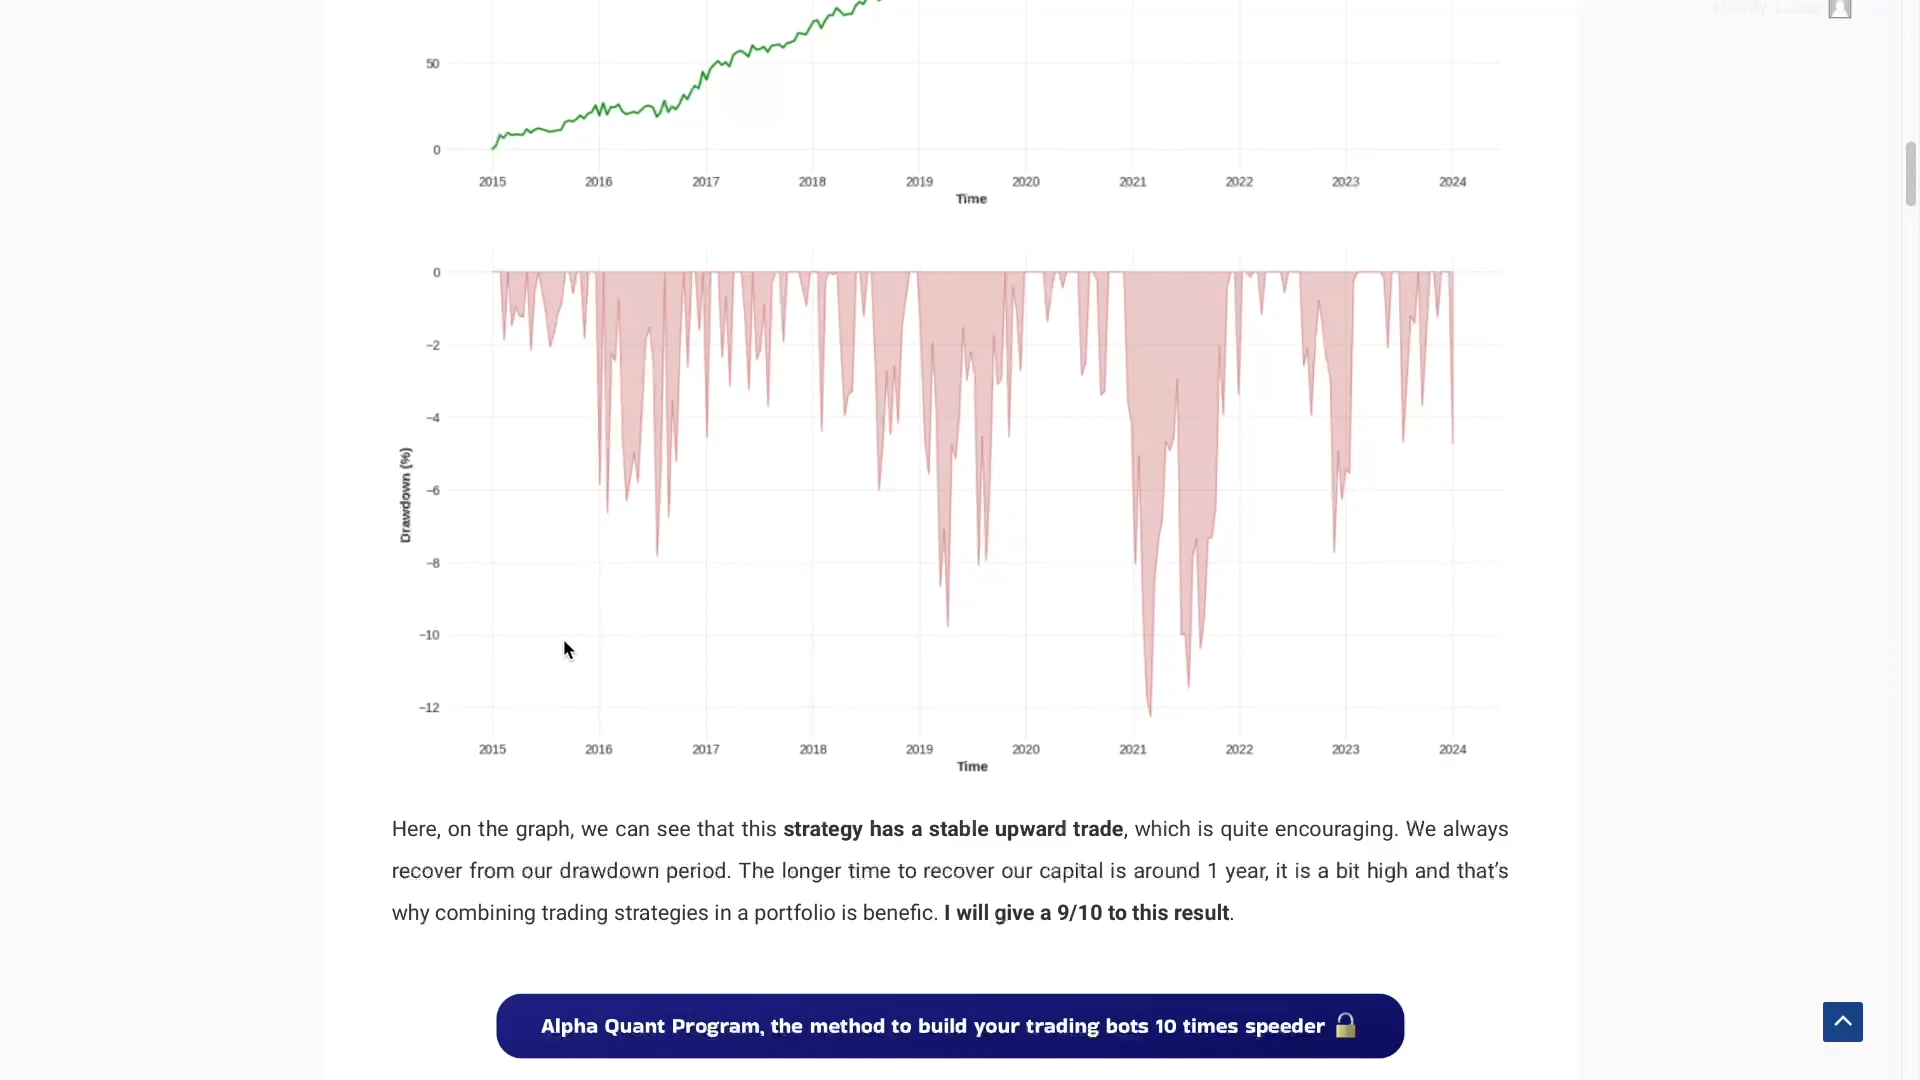 50
0
2015 2016 2017 2018 2019 2020 2021 2022 2023 2024
Time
0
−2
−4
−6
−8
−10
−12
Drawdown (%)
2015 2016 2017 2018 2019 2020 2021 2022 2023 2024
Time
Here, on the graph, we can see that this strategy has a stable upward trade, which is quite encouraging. We always
recover from our drawdown period. The longer time to recover our capital is around 1 year, it is a bit high and that’s
why combining trading strategies in a portfolio is benefic. I will give a 9/10 to this result.
Alpha Quant Program, the method to build your trading bots 10 times speeder